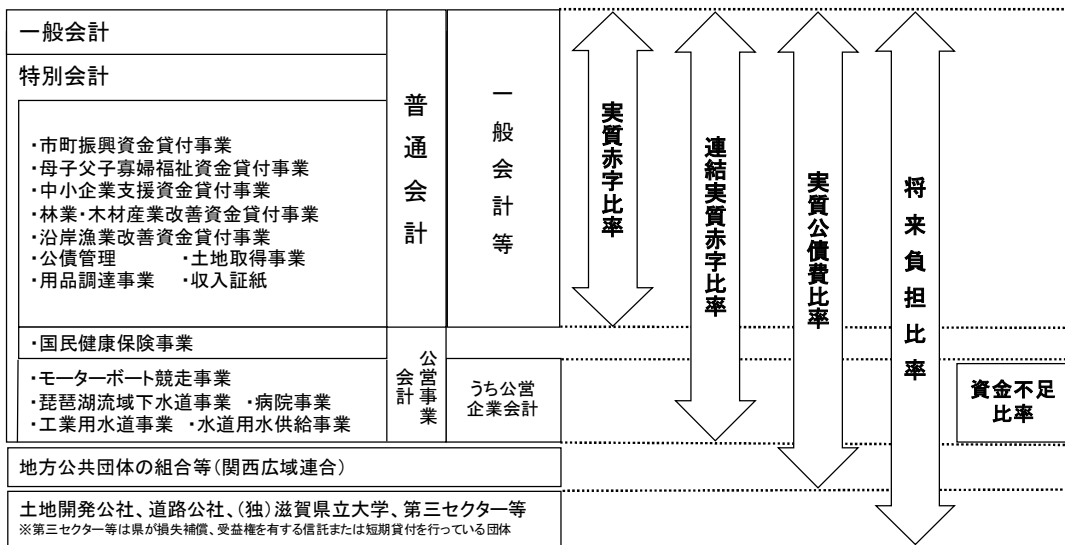 一般会計
特別会計
・市町振興資金貸付事業
・母子父子寡婦福祉資金貸付事業
・中小企業支援資金貸付事業
・林業・木材産業改善資金貸付事業
・沿岸漁業改善資金貸付事業
・公債管理　・土地取得事業
・用品調達事業　・収入証紙
・国民健康保険事業
・モーターボート競走事業
・琵琶湖流域下水道事業　・病院事業
・工業用水道事業　・水道用水供給事業
普通会計
公営事業
会計
一般会計等
うち公営
企業会計
実質赤字比率
連結実質赤字比率
実質公債費比率
将来負担比率
資金不足
比率
地方公共団体の組合等(関西広域連合)
土地開発公社、道路公社、(独)滋賀県立大学、第三セクター等
※第三セクター等は県が損失補償、受益権を有する信託または短期貸付を行っている団体